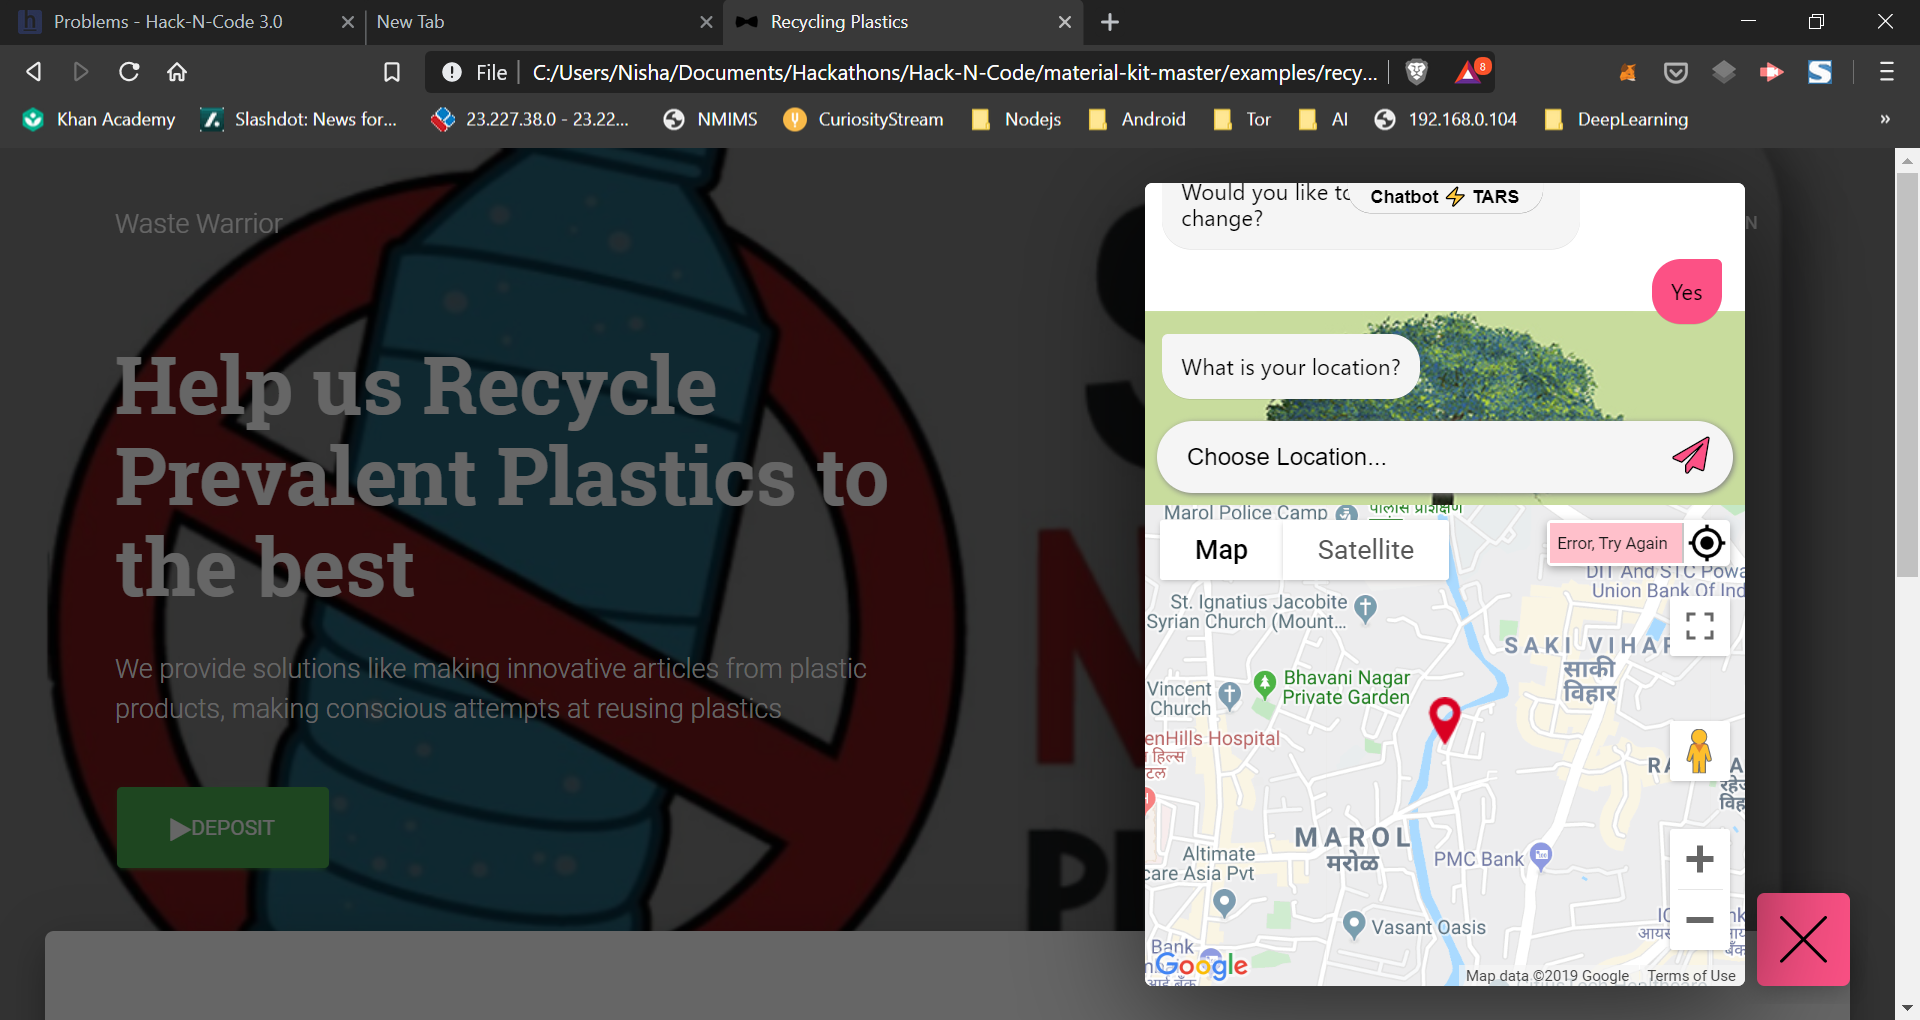 Problems - Hack-N-Code 3.0
New Tab
Recycling Plastics
File
C:/Users/Nisha/Documents/Hackathons/Hack-N-Code/material-kit-master/examples/recy...
8
Khan Academy
Slashdot: News for...
23.227.38.0 - 23.22...
NMIMS
CuriosityStream
Nodejs
Android
Tor
AI
192.168.0.104
DeepLearning
»
Waste Warrior
Help us Recycle
Prevalent Plastics to
the best
We provide solutions like making innovative articles from plastic
products, making conscious attempts at reusing plastics
▶DEPOSIT
Would you like to
change?
Chatbot⚡TARS
Yes
What is your location?
Choose Location...
Marol Police Camp
Map
Satellite
Error, Try Again
DIT And STC Powa
Union Bank Of Ind
St. Ignatius Jacobite
Syrian Church (Mount...
SAKI VIHAR
साकी
विहार
Bhavani Nagar
Private Garden
Vincent
Church
enHills Hospital
हिल्स
टल
MAROL
मरोळ
PMC Bank
Altimate
care Asia Pvt
Vasant Oasis
Bank
Google
Map data ©2019 Google
Terms of Use